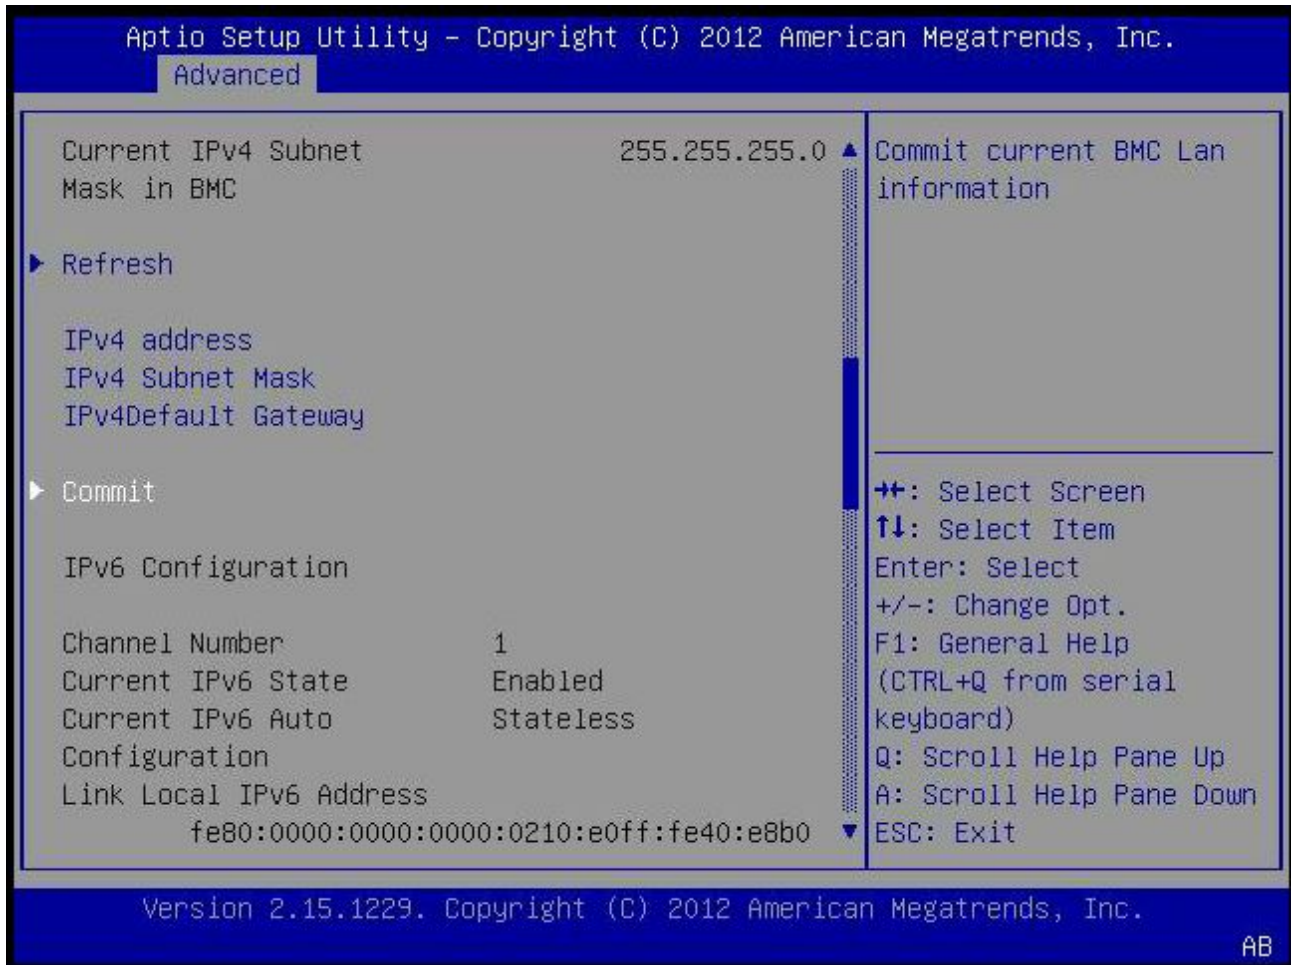 Aptio Setup Utility – Copyright (C) 2012 American Megatrends, Inc.
Advanced
Current IPv4 Subnet 255.255.255.0
Mask in BMC
Refresh
IPv4 address
IPv4 Subnet Mask
IPv4Default Gateway
Commit
IPv6 Configuration
Channel Number 1
Current IPv6 State Enabled
Current IPv6 Auto Stateless
Configuration
Link Local IPv6 Address
fe80:0000:0000:0000:0210:e0ff:fe40:e8b0
Commit current BMC Lan
information
→←: Select Screen
↑↓: Select Item
Enter: Select
+/-: Change Opt.
F1: General Help
(CTRL+Q from serial
keyboard)
Q: Scroll Help Pane Up
A: Scroll Help Pane Down
ESC: Exit
Version 2.15.1229. Copyright (C) 2012 American Megatrends, Inc.
AB